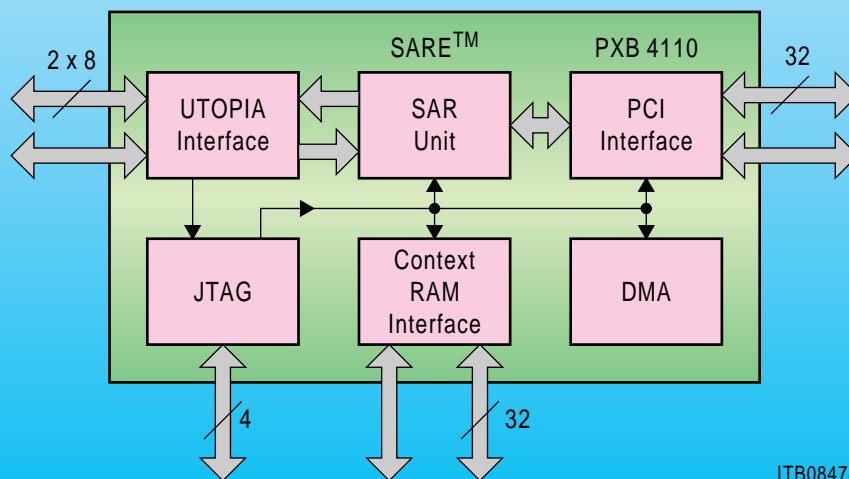 SARE™ PXB 4110
2 x 8
32
UTOPIA
Interface
SAR
Unit
PCI
Interface
JTAG
Context
RAM
Interface
DMA
4
32
ITB0847